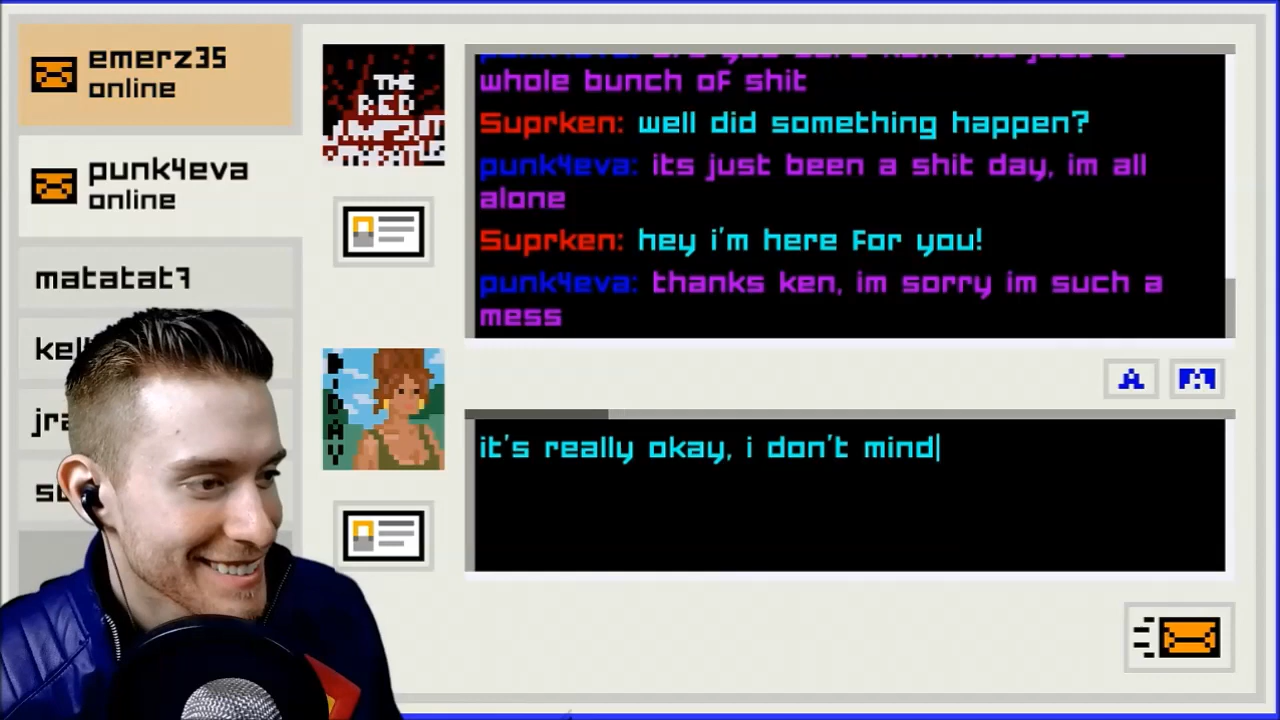 emerz35
online
punk4eva
online
matatat7
THE
RED
whole bunch of shit
Suprken: well did something happen?
punk4eva: its just been a shit day, im all
alone
Suprken: hey i'm here for you!
punk4eva: thanks ken, im sorry im such a
mess
A
it's really okay, i don't mind